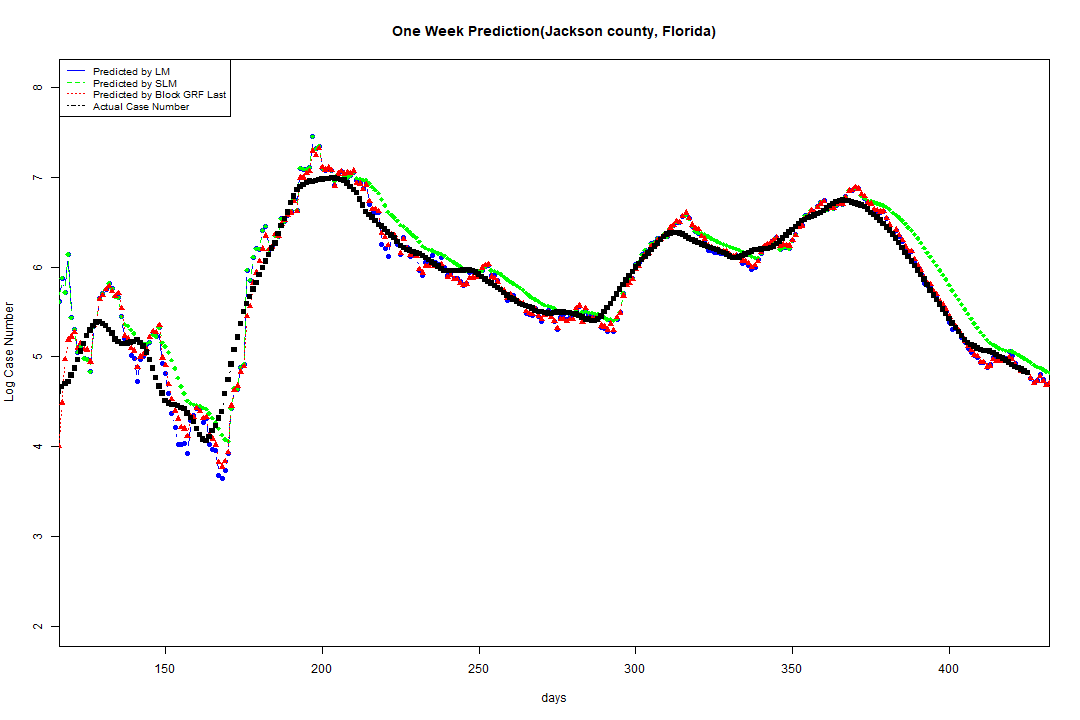 One Week Prediction(Jackson county, Florida)
Predicted by LM
Predicted by SLM
Predicted by Block GRF Last
Actual Case Number
Log Case Number
8
7
6
5
4
3
2
150 200 250 300 350 400
days